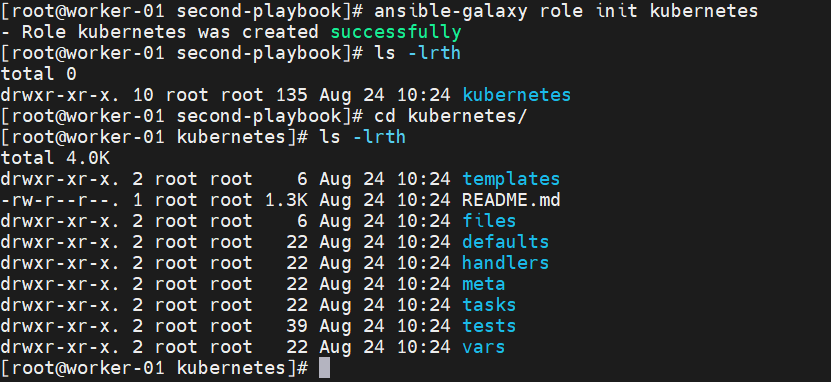 [root@worker-01 second-playbook]# ansible-galaxy role init kubernetes
- Role kubernetes was created successfully
[root@worker-01 second-playbook]# ls -lrth
total 0
drwxr-xr-x. 10 root root 135 Aug 24 10:24 kubernetes
[root@worker-01 second-playbook]# cd kubernetes/
[root@worker-01 kubernetes]# ls -lrth
total 4.0K
drwxr-xr-x. 2 root root    6 Aug 24 10:24 templates
-rw-r--r--. 1 root root 1.3K Aug 24 10:24 README.md
drwxr-xr-x. 2 root root    6 Aug 24 10:24 files
drwxr-xr-x. 2 root root   22 Aug 24 10:24 defaults
drwxr-xr-x. 2 root root   22 Aug 24 10:24 handlers
drwxr-xr-x. 2 root root   22 Aug 24 10:24 meta
drwxr-xr-x. 2 root root   22 Aug 24 10:24 tasks
drwxr-xr-x. 2 root root   39 Aug 24 10:24 tests
drwxr-xr-x. 2 root root   22 Aug 24 10:24 vars
[root@worker-01 kubernetes]#